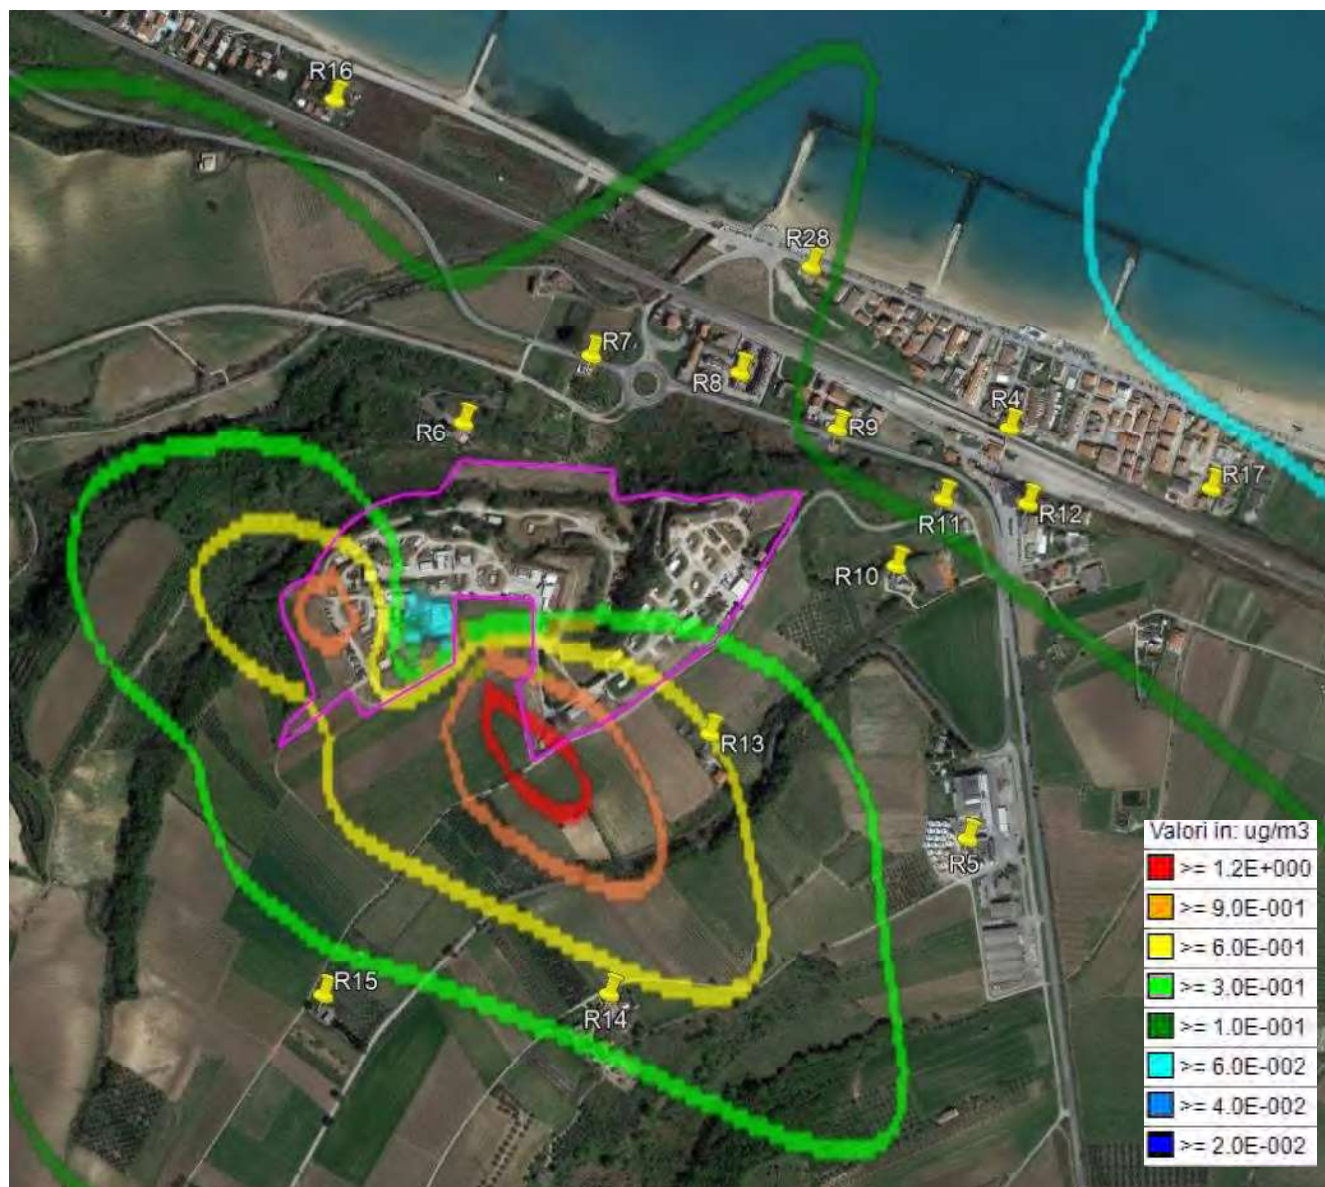 R16
R28
R7
R8
R6
R4
R9
R17
R11
R12
R10
R13
R5
R15
R14
Valori in: ug/m3
>= 1.2E+000
>= 9.0E-001
>= 6.0E-001
>= 3.0E-001
>= 1.0E-001
>= 6.0E-002
>= 4.0E-002
>= 2.0E-002